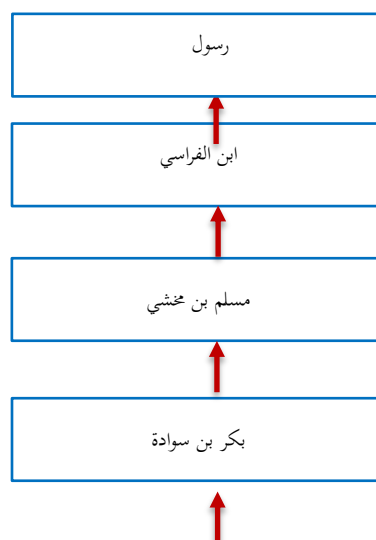 رسول
ابن الفراسي
مسلم بن مخشي
بكر بن سوادة